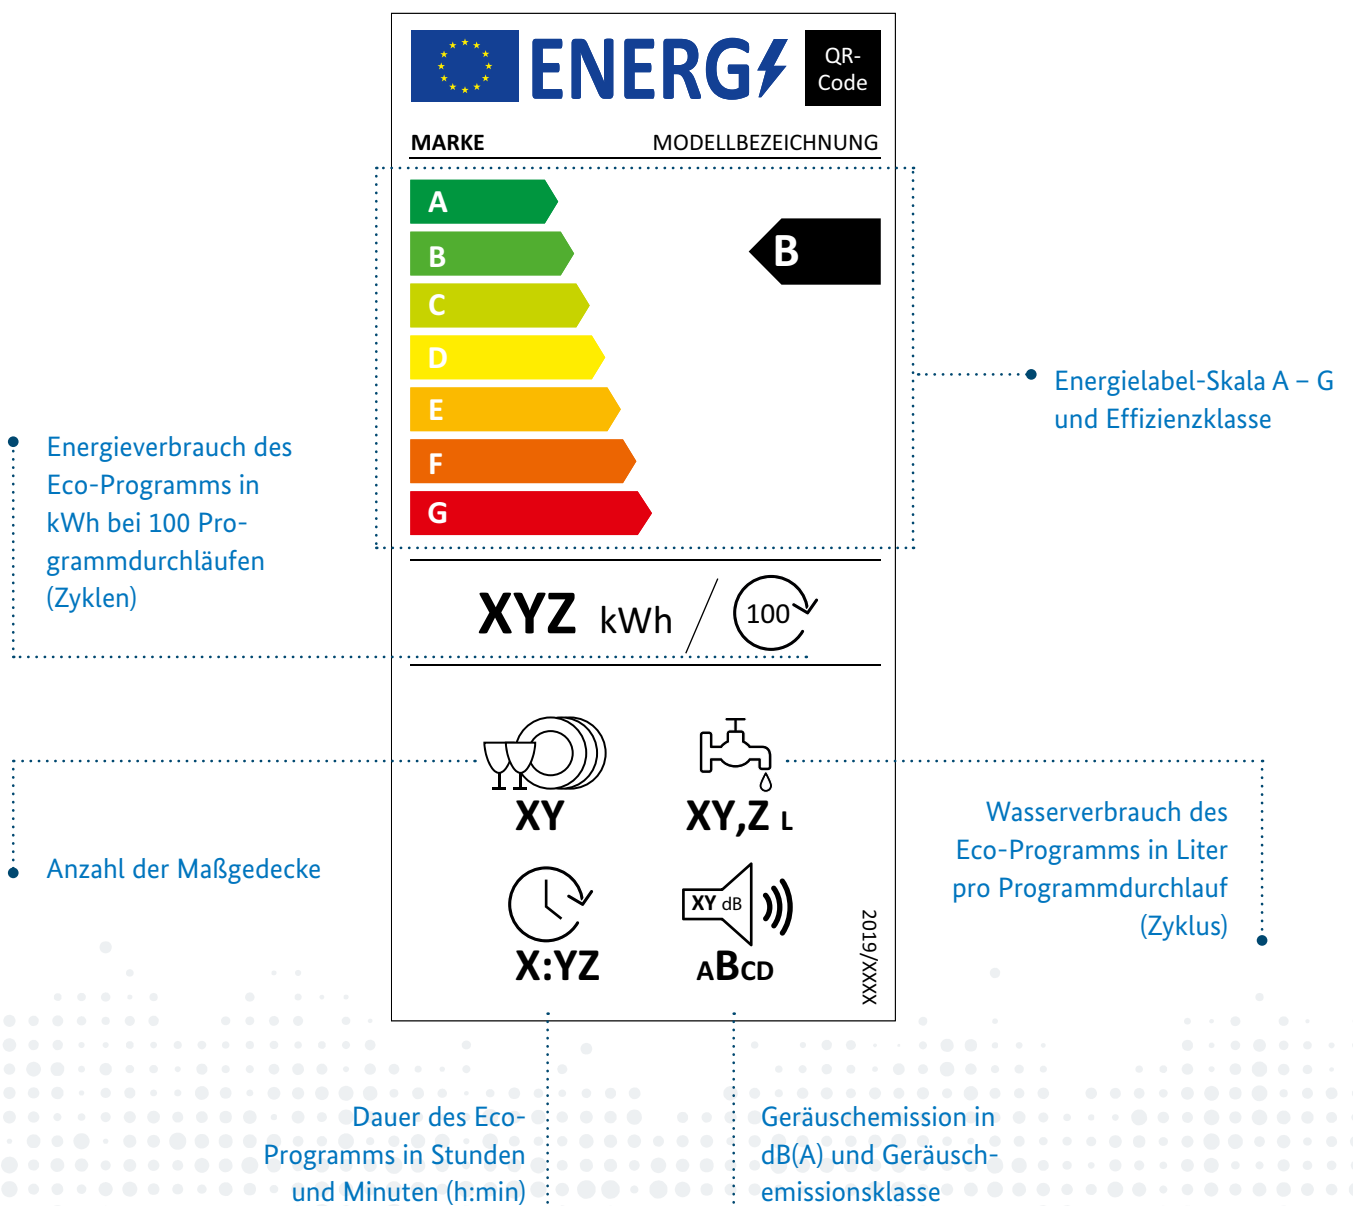 ENERG
QR-
Code
MARKE
MODELLBEZEICHNUNG
A
B
B
C
D
E
F
G
Energielabel-Skala A – G
und Effizienzklasse
Energieverbrauch des
Eco-Programms in
kWh bei 100 Pro-
grammdurchläufen
(Zyklen)
XYZ kWh / 100
XY
XY,Z L
Anzahl der Maßgedecke
Wasserverbrauch des
Eco-Programms in Liter
pro Programmdurchlauf
(Zyklus)
XY dB
X:YZ
ABCD
2019/XXXX
Dauer des Eco-
Programms in Stunden
und Minuten (h:min)
Geräuschemission in
dB(A) und Geräusch-
emissionsklasse